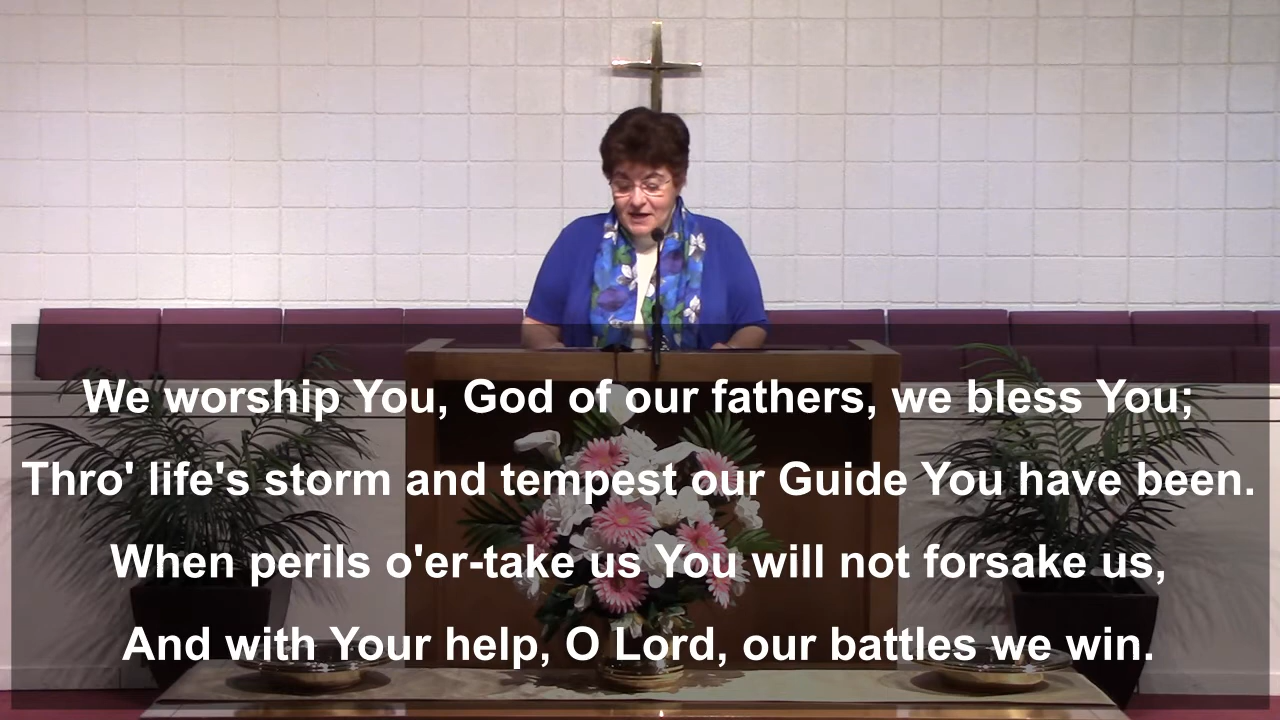 We worship You, God of our fathers, we bless You;
Thro' life's storm and tempest our Guide You have been.
When perils o'er-take us You will not forsake us,
And with Your help, O Lord, our battles we win.